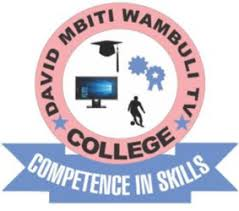 DAVID MBITI WAMBULI TV
COLLEGE
COMPETENCE IN SKILLS